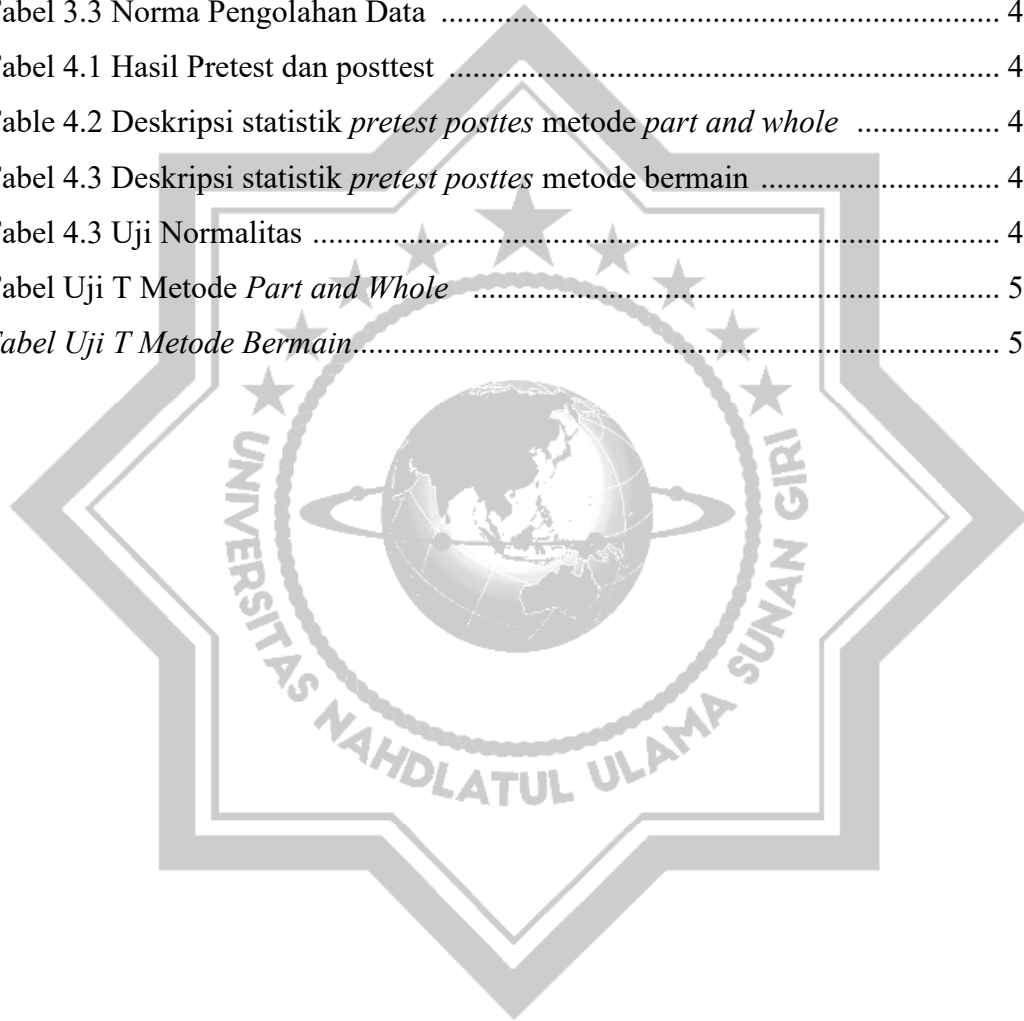 abel 3.3 Norma Pengolahan Data ........................................................................ 4
abel 4.1 Hasil Pretest dan posttest ....................................................................... 4
able 4.2 Deskripsi statistik pretest posttes metode part and whole .................. 4
abel 4.3 Deskripsi statistik pretest posttes metode bermain .............................. 4
abel 4.3 Uji Normalitas ........................................................................................ 4
abel Uji T Metode Part and Whole .................................................................... 5
Tabel Uji T Metode Bermain................................................................................... 5
UNIVERSITAS NAHDLATUL ULAMA SUNAN GIRI